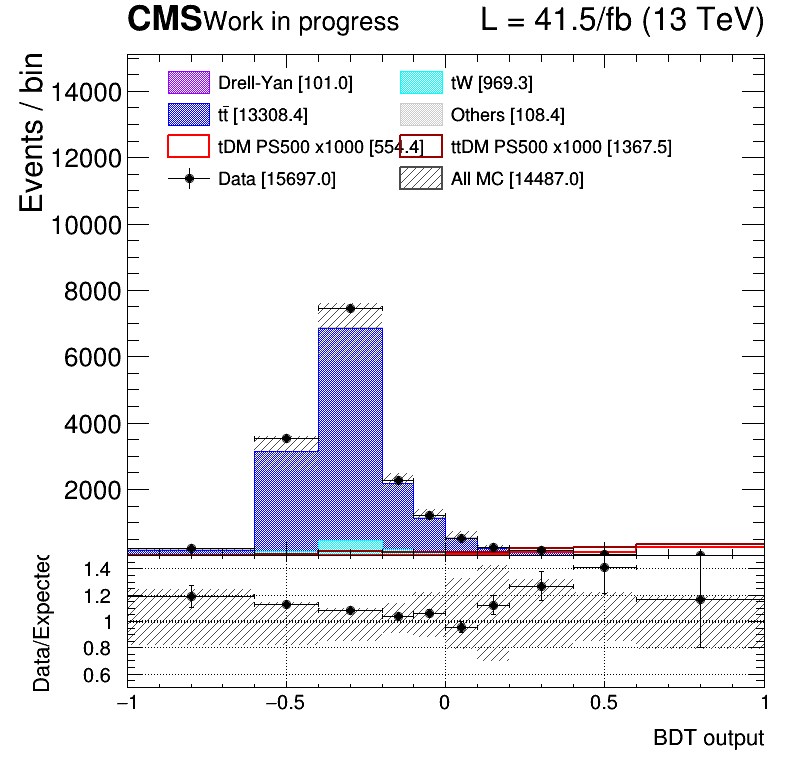 CMS Work in progress L = 41.5/fb (13 TeV)
Events / bin
Drell-Yan [101.0] tW [969.3]
tt̄ [13308.4] Others [108.4]
tDM PS500 x1000 [554.4] ttDM PS500 x1000 [1367.5]
Data [15697.0] All MC [14487.0]
14000
12000
10000
8000
6000
4000
2000
Data/Expected
1.4
1.2
1
0.8
0.6
−1 −0.5 0 0.5 1
BDT output